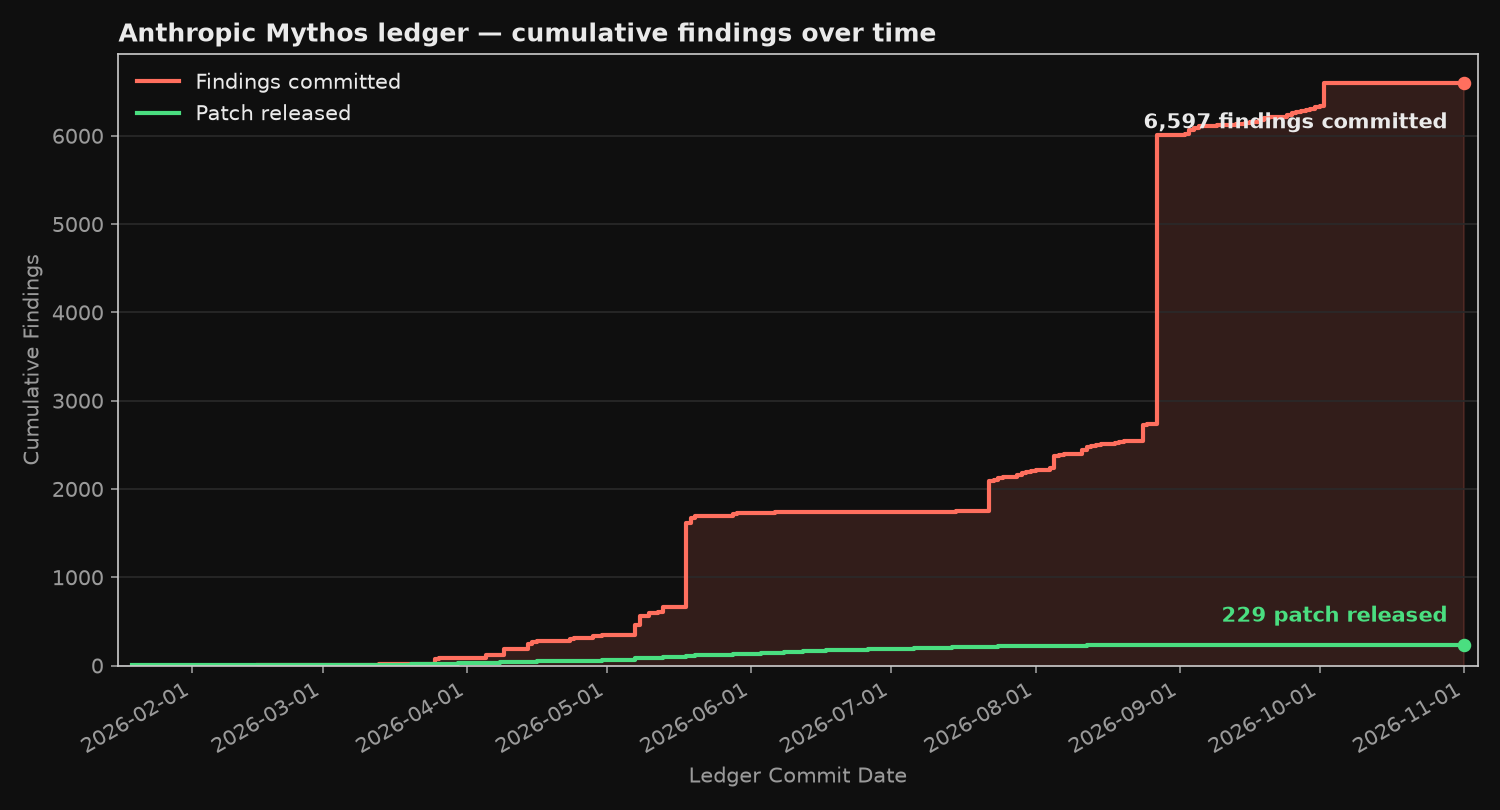 Anthropic Mythos ledger — cumulative findings over time
Findings committed
Patch released
6,597 findings committed
229 patch released
Cumulative Findings
6000
5000
4000
3000
2000
1000
0
2026-02-01
2026-03-01
2026-04-01
2026-05-01
2026-06-01
2026-07-01
2026-08-01
2026-09-01
2026-10-01
2026-11-01
Ledger Commit Date